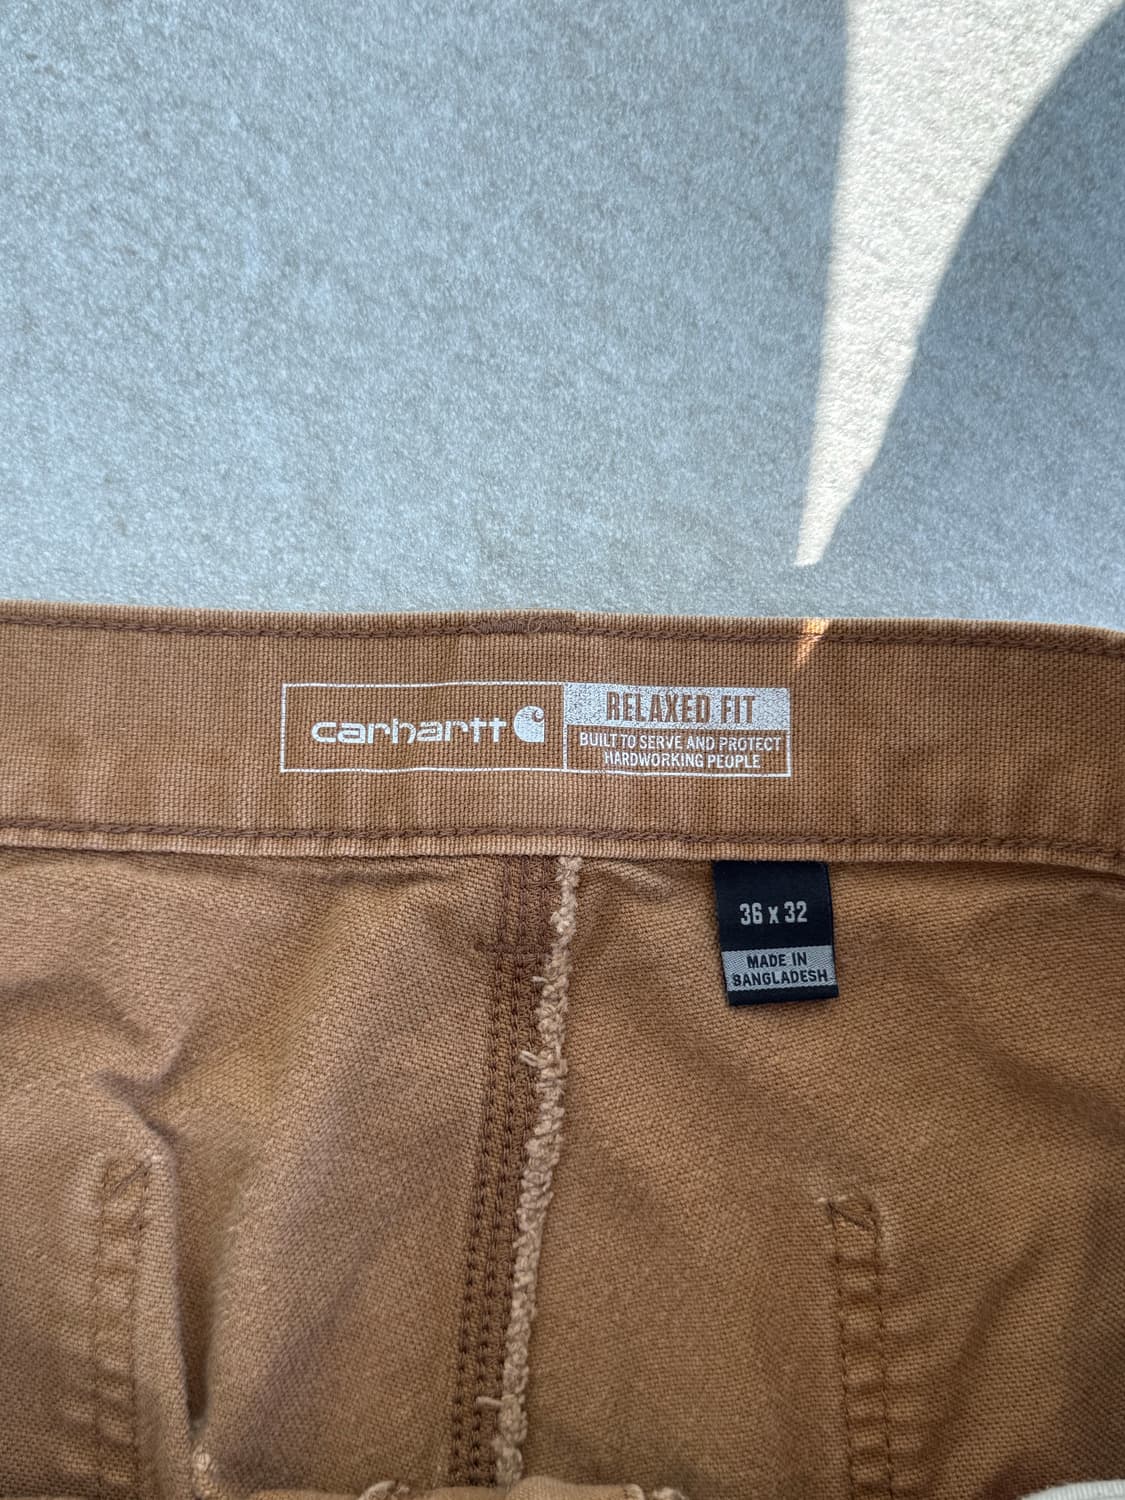 carhartt
RELAXED FIT
BUILT TO SERVE AND PROTECT
HARDWORKING PEOPLE
36 x 32
MADE IN
BANGLADESH